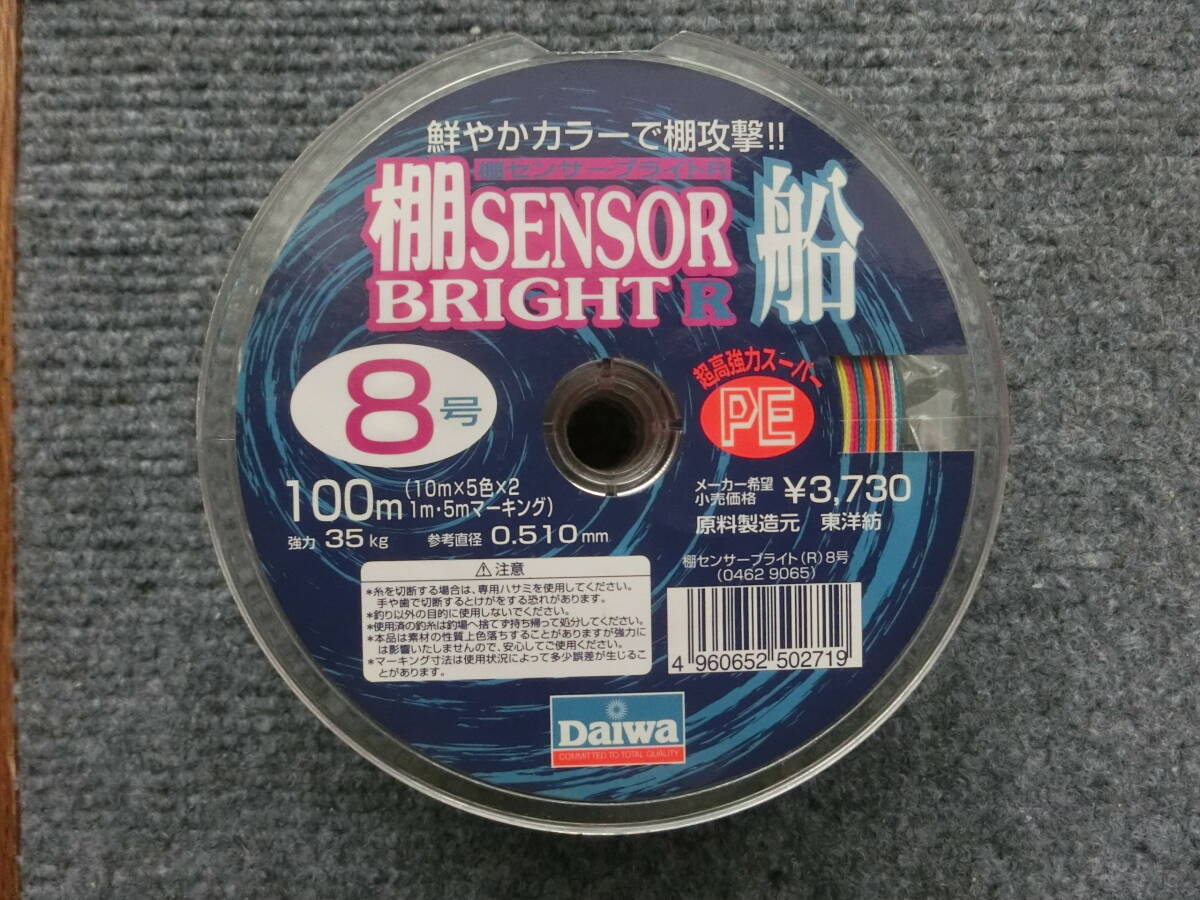 鮮やかカラーで棚攻撃!!
棚センサーブライトR
棚SENSOR
BRIGHT R
船
8号
超高強力スーパー
PE
100m (10m×5色×2
1m・5mマーキング)
強力 35kg 参考直径 0.510mm
メーカー希望
小売価格 ¥3,730
原料製造元 東洋紡
棚センサーブライト(R)8号
(0462 9065)
4 960652 502719
⚠注意
*糸を切断する場合は、専用ハサミを使用してください。
手や歯で切断するとけがをする恐れがあります。
*釣り以外の目的に使用しないでください。
*使用済の釣糸は釣場へ捨てず持ち帰って処分してください。
*本品は素材の性質上色落ちすることがありますが強力に
は影響いたしませんので、安心してご使用ください。
*マーキング寸法は使用状況によって多少誤差が生じるこ
とがあります。
Daiwa
COMMITTED TO TOTAL QUALITY